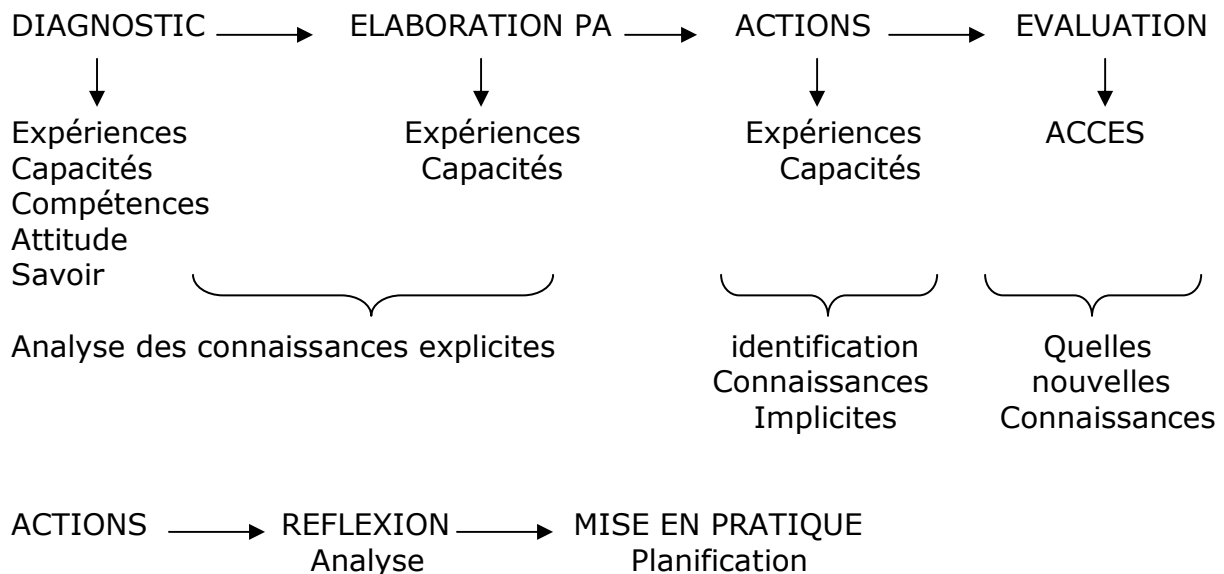 DIAGNOSTIC ELABORATION PA ACTIONS EVALUATION
Expériences Expériences Expériences ACCES
Capacités Capacités Capacités
Compétences
Attitude
Savoir
Analyse des connaissances explicites identification Quelles
Connaissances nouvelles
Implicites Connaissances
ACTIONS REFLEXION MISE EN PRATIQUE
Analyse Planification